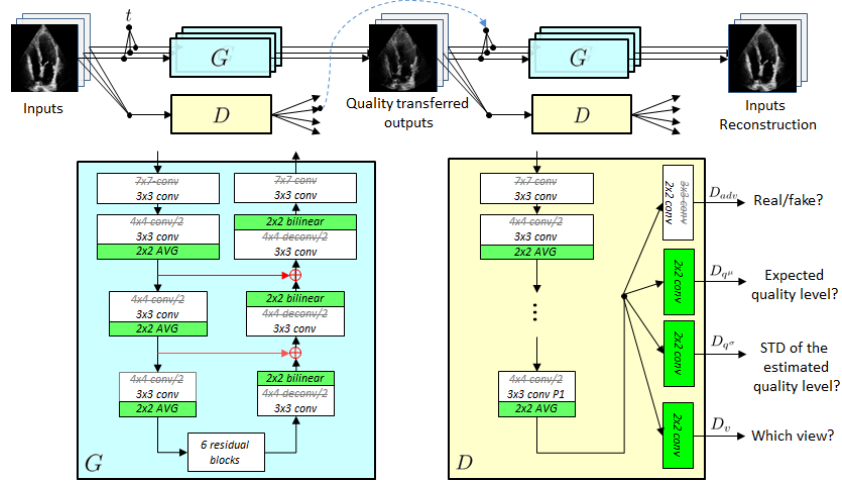 t
G
G
D
D
Inputs
Quality transferred
outputs
Inputs
Reconstruction
7x7 conv
3x3 conv
4x4 conv/2
3x3 conv
2x2 AVG
4x4 conv/2
3x3 conv
2x2 AVG
4x4 conv/2
3x3 conv
2x2 AVG
6 residual
blocks
7x7 conv
3x3 conv
2x2 bilinear
4x4 deconv/2
3x3 conv
2x2 bilinear
4x4 deconv/2
3x3 conv
2x2 bilinear
4x4 deconv/2
3x3 conv
G
7x7 conv
3x3 conv
4x4 conv/2
3x3 conv
2x2 AVG
...
4x4 conv/2
3x3 conv P1
2x2 AVG
D
3x3 conv
2x2 conv
D_{adv}
Real/fake?
2x2 conv
D_{q^μ}
Expected
quality level?
2x2 conv
D_{q^σ}
STD of the
estimated
quality level?
2x2 conv
D_v
Which view?